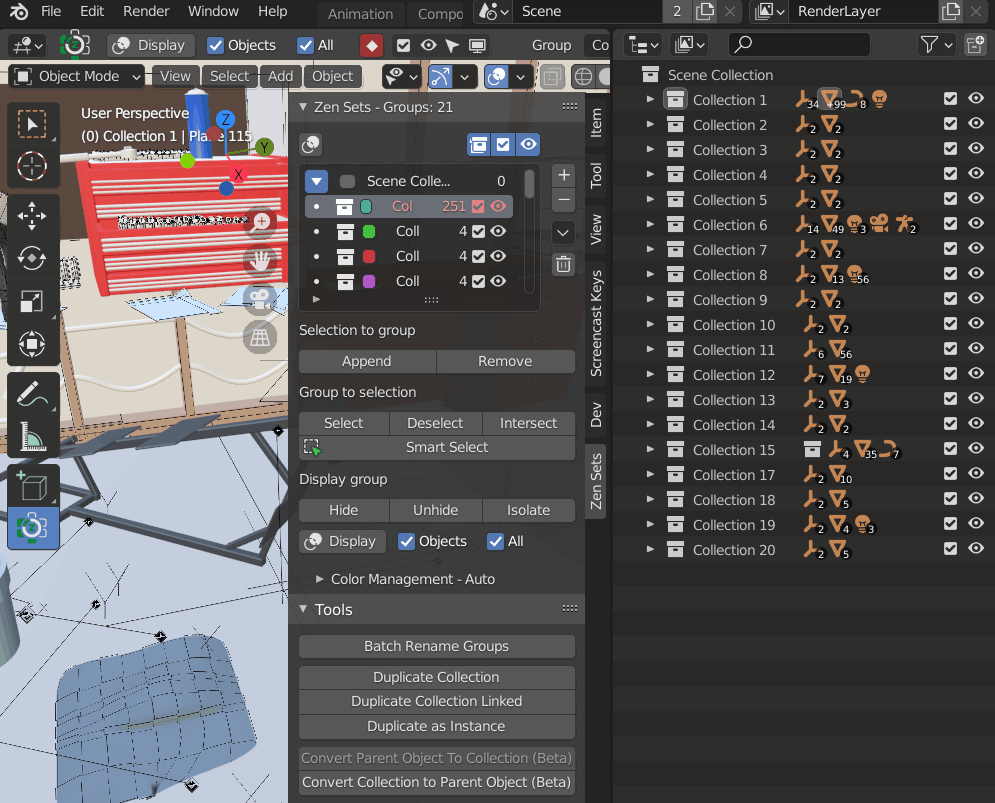 File Edit Render Window Help Animation Compo Scene 2 RenderLayer
Display Objects All Group Co
Object Mode View Select Add Object
User Perspective
(0) Collection 1 | Plane 115
Z
Y
X
Zen Sets - Groups: 21
Scene Colle... 0
Col 251
Coll 4
Coll 4
Coll 4
Selection to group
Append Remove
Group to selection
Select Deselect Intersect
Smart Select
Display group
Hide Unhide Isolate
Display Objects All
Color Management - Auto
Tools
Batch Rename Groups
Duplicate Collection
Duplicate Collection Linked
Duplicate as Instance
Convert Parent Object To Collection (Beta)
Convert Collection to Parent Object (Beta)
Item
Tool
View
Screencast Keys
Dev
Zen Sets
Scene Collection
Collection 1 34 +99 8
Collection 2 2 2
Collection 3 2 2
Collection 4 2 2
Collection 5 2 2
Collection 6 14 49 3 2
Collection 7 2 2
Collection 8 2 13 56
Collection 9 2 2
Collection 10 2 2
Collection 11 6 56
Collection 12 7 19
Collection 13 2 3
Collection 14 2 2
Collection 15 4 35 7
Collection 17 2 10
Collection 18 2 5
Collection 19 2 4 3
Collection 20 2 5